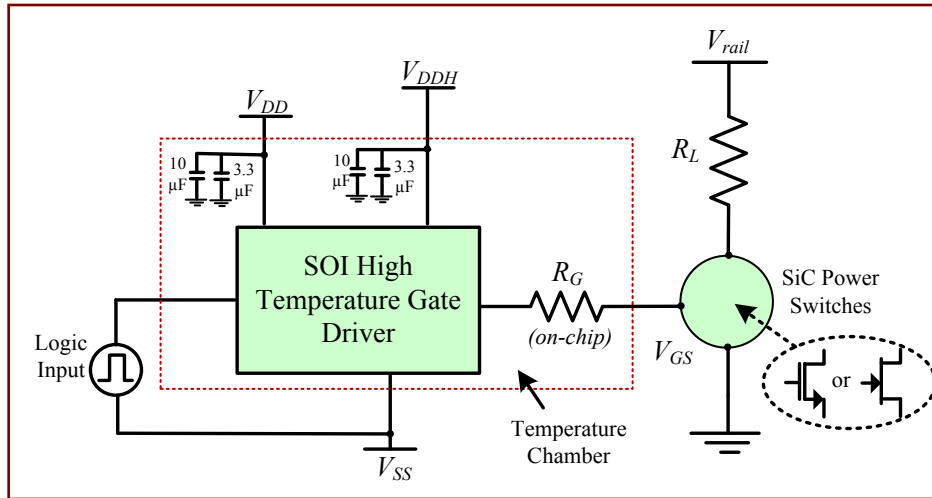 V_rail
V_DDH
V_DD
10
µF
3.3
µF
10
µF
3.3
µF
R_L
SOI High
Temperature Gate
Driver
R_G
(on-chip)
SiC Power
Switches
Logic
Input
V_GS
or
Temperature
Chamber
V_SS